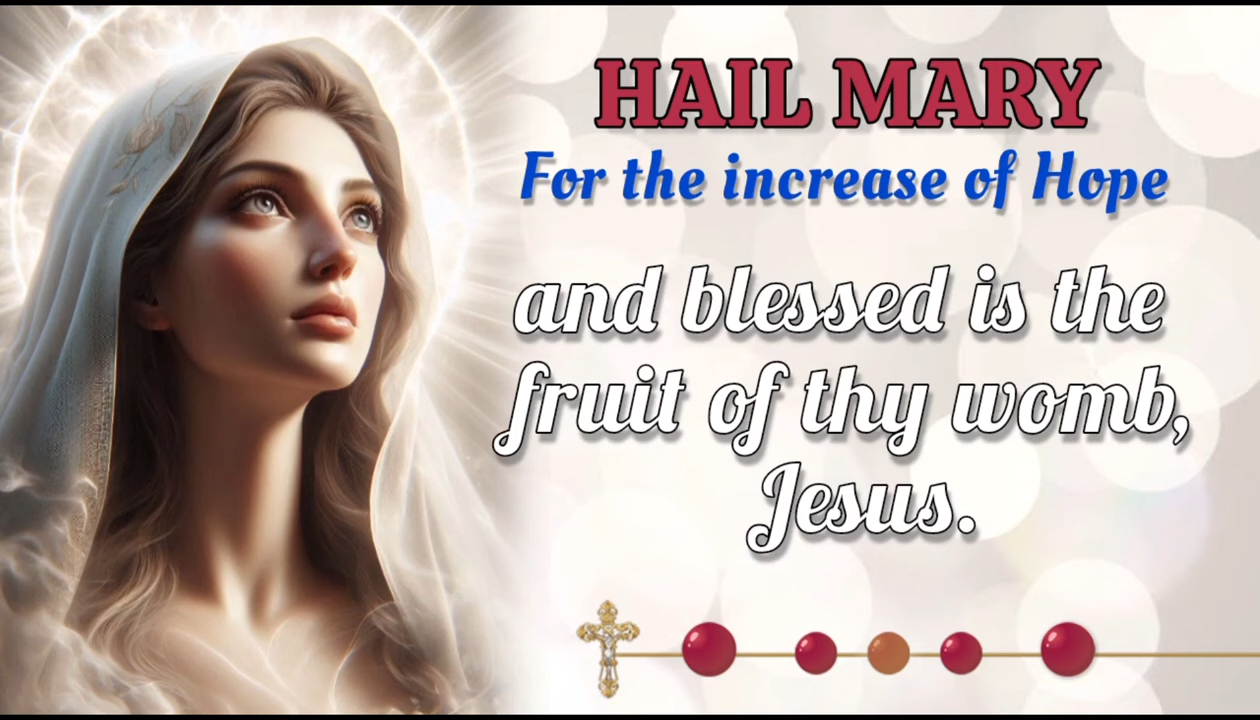 HAIL MARY
For the increase of Hope
and blessed is the
fruit of thy womb,
Jesus.